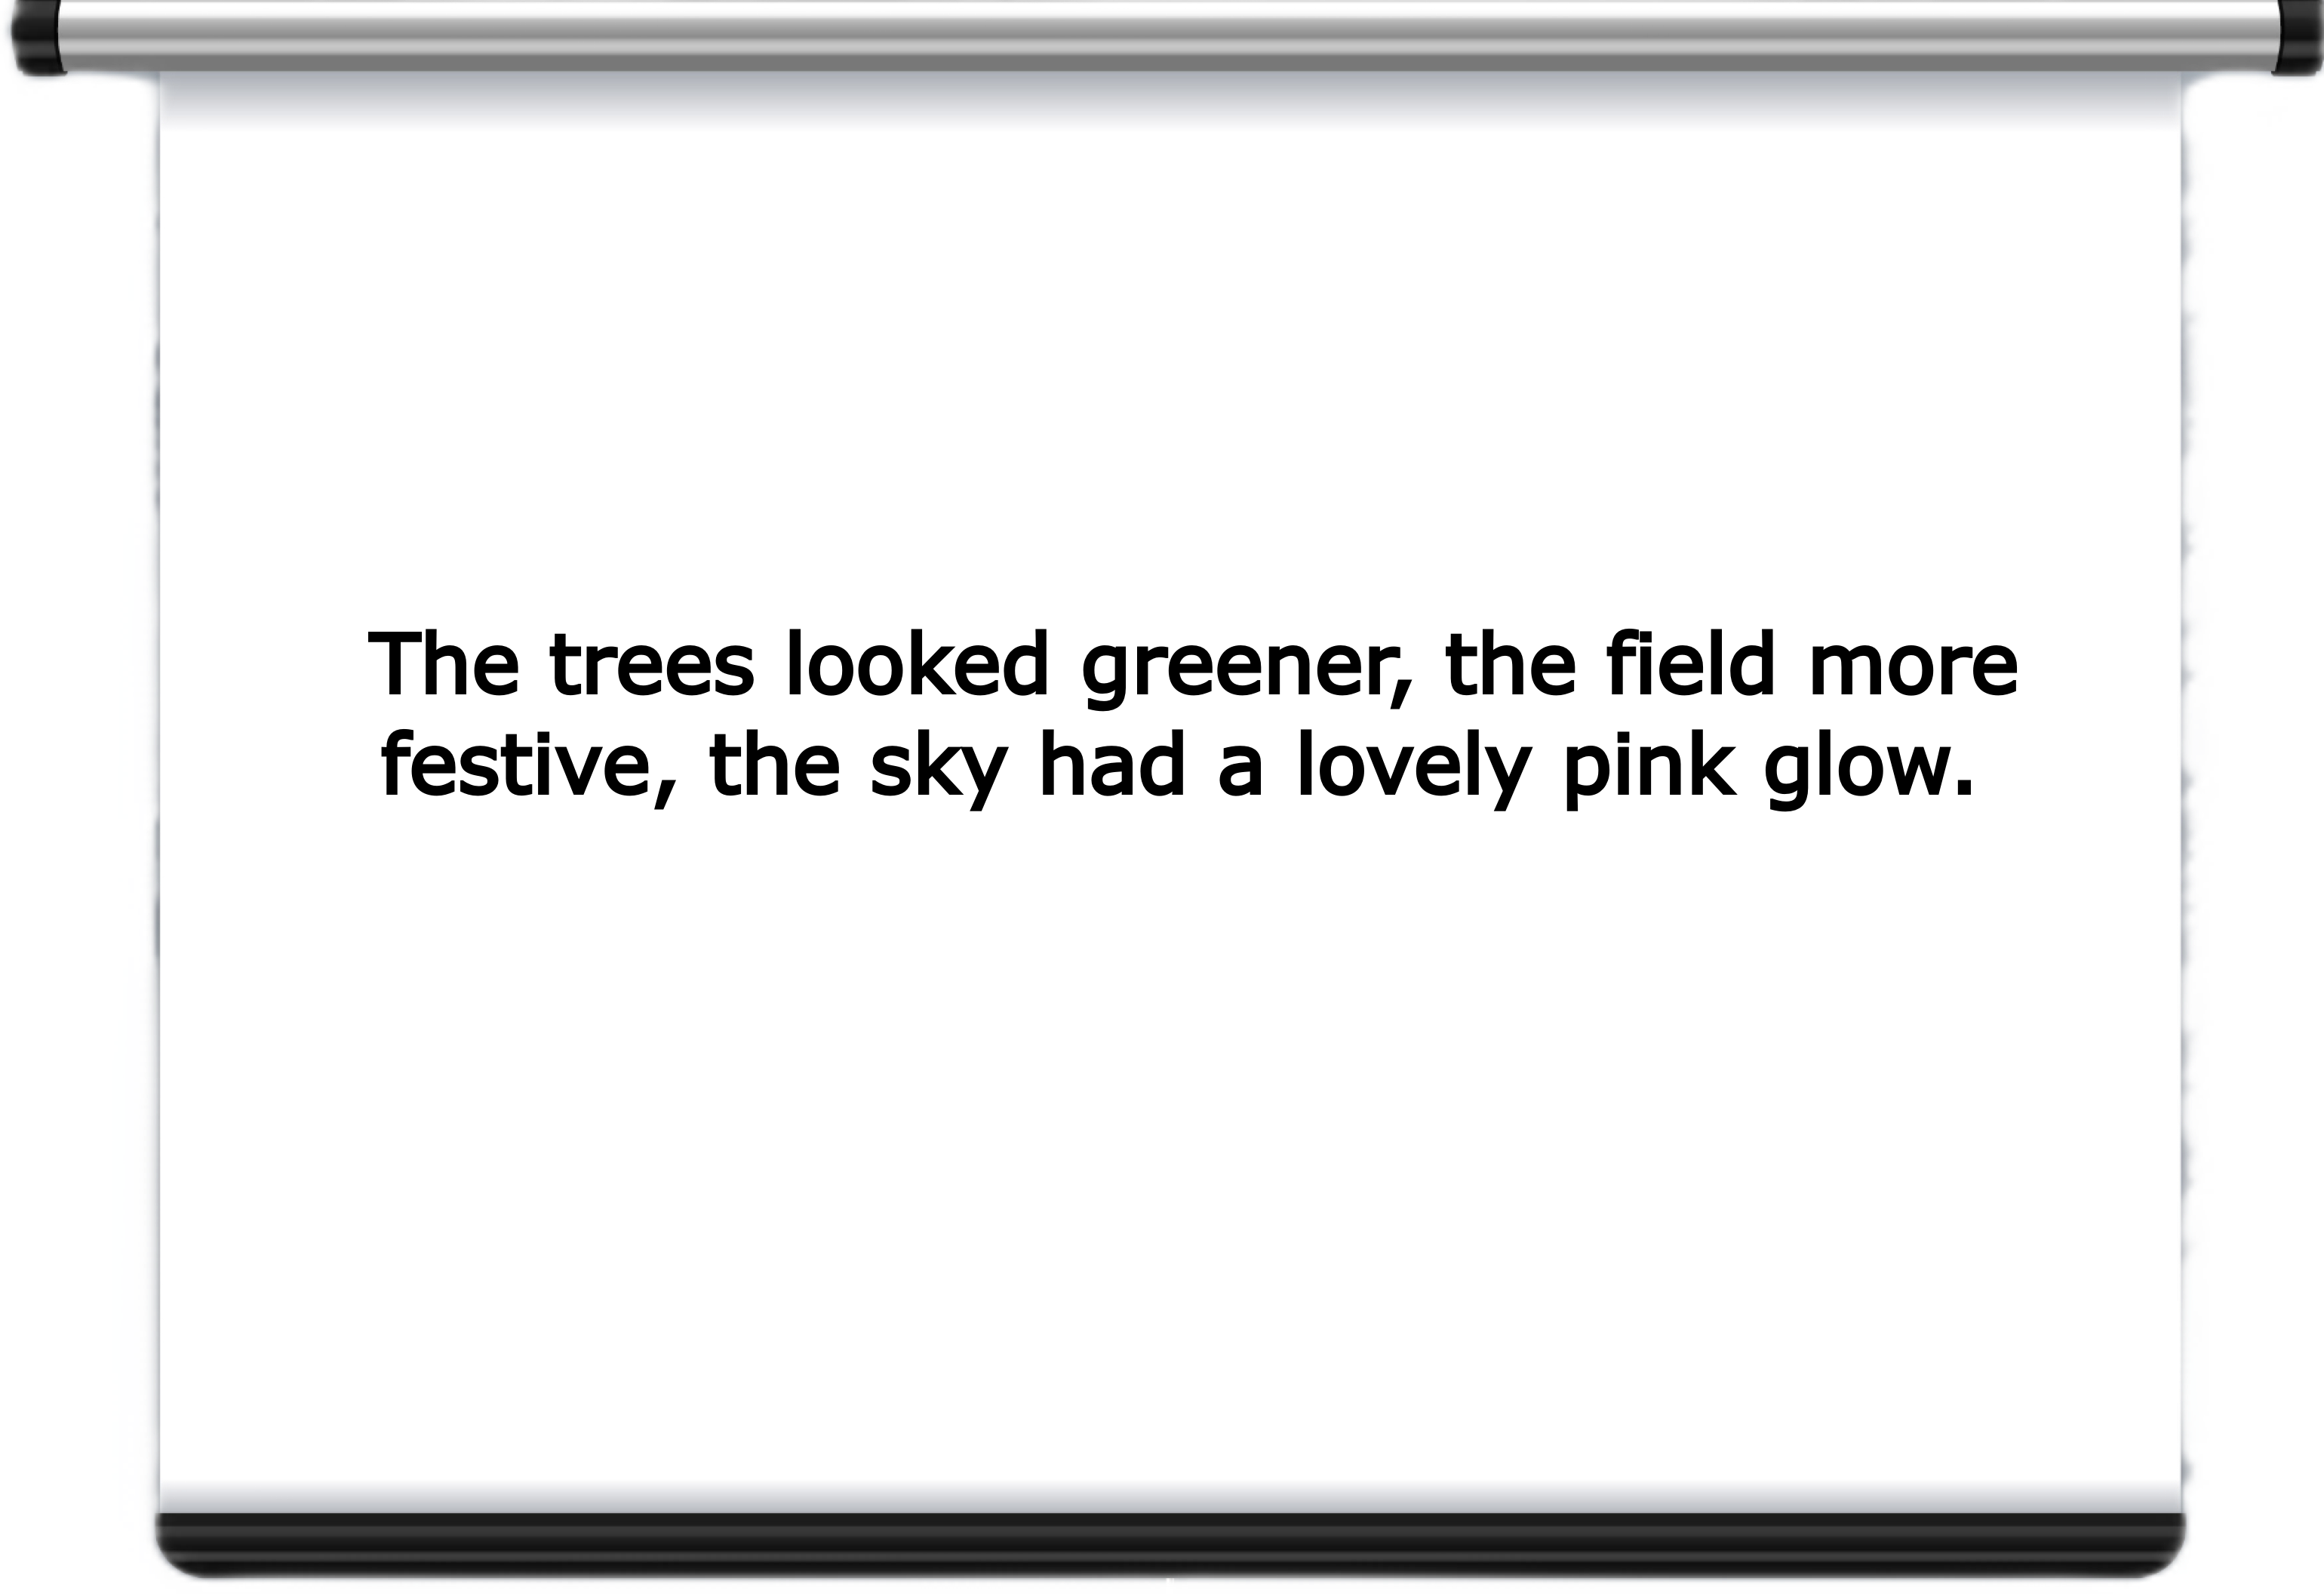 The trees looked greener, the field more
festive, the sky had a lovely pink glow.